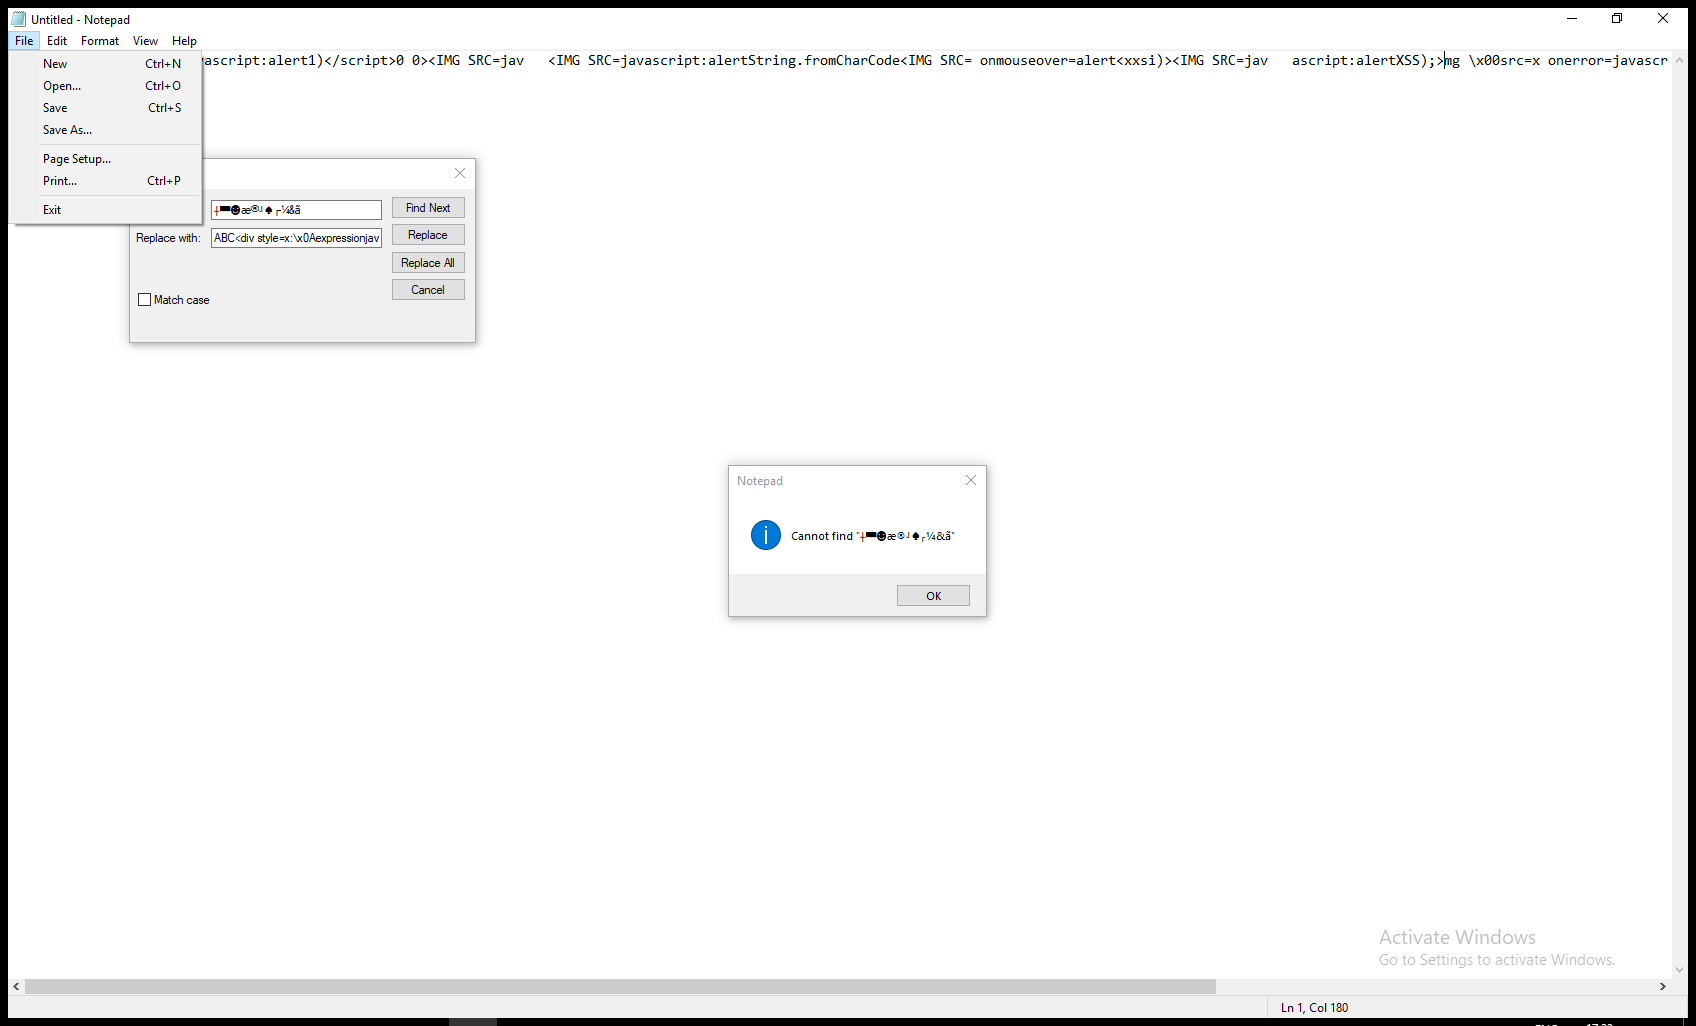 Untitled - Notepad
File Edit Format View Help
ascript:alert1)</script>0 0><IMG SRC=jav   <IMG SRC=javascript:alertString.fromCharCode<IMG SRC= onmouseover=alert<xxsi)><IMG SRC=jav   ascript:alertXSS);>mg \x00src=x onerror=javascr
New Ctrl+N
Open... Ctrl+O
Save Ctrl+S
Save As...
Page Setup...
Print... Ctrl+P
Exit
┼▀☻æ®┘♠┌¼&ã
Find Next
Replace with: ABC<div style=x:\x0Aexpressionjav
Replace
Replace All
Cancel
Match case
Notepad
Cannot find "┼▀☻æ®┘♠┌¼&ã"
OK
Activate Windows
Go to Settings to activate Windows.
Ln 1, Col 180